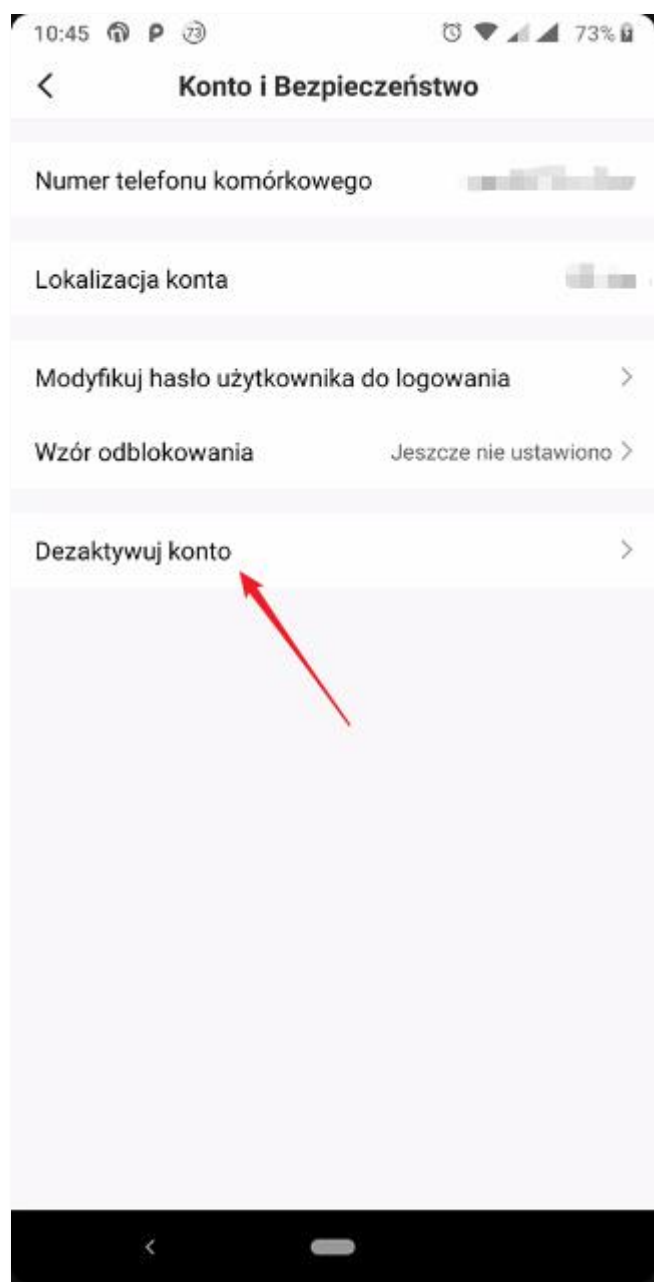 10:45 P 73 73%
Konto i Bezpieczeństwo
Numer telefonu komórkowego
Lokalizacja konta
Modyfikuj hasło użytkownika do logowania
Wzór odblokowania Jeszcze nie ustawiono
Dezaktywuj konto